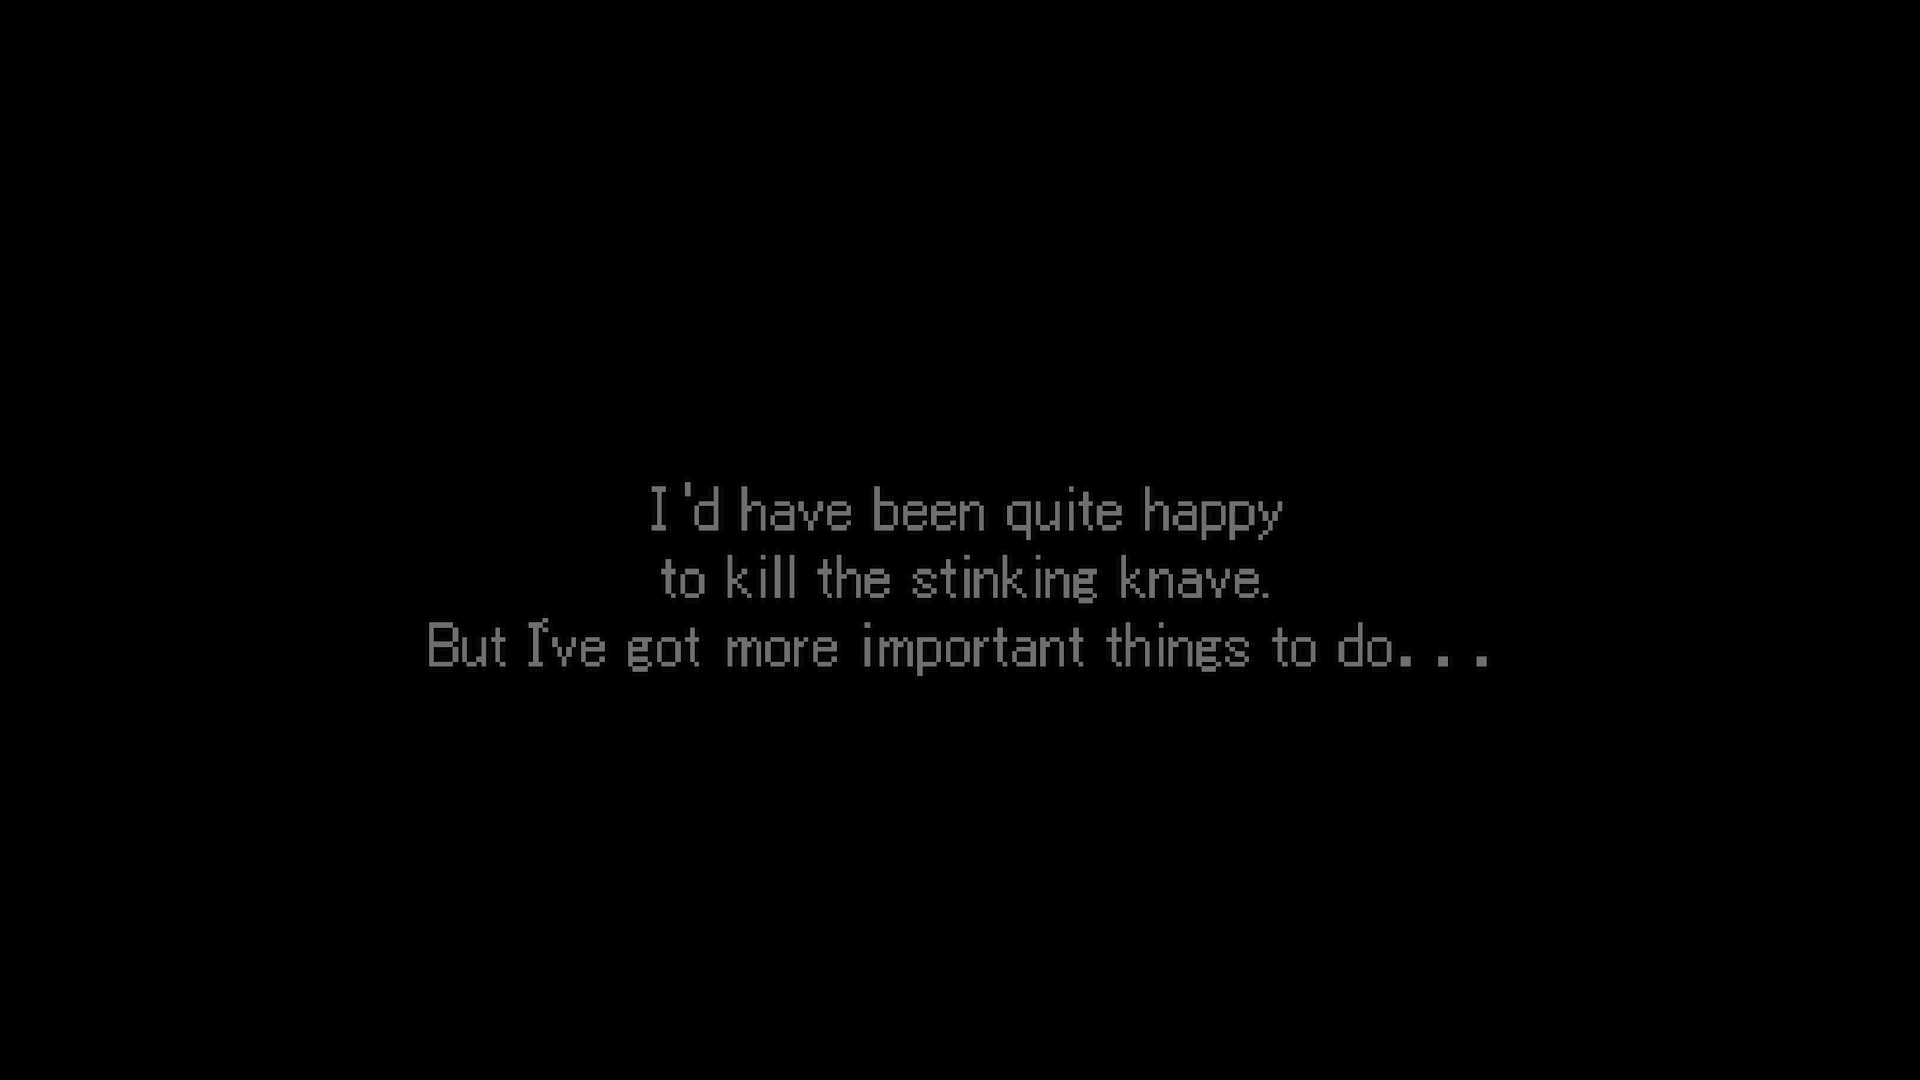 I'd have been quite happy
to kill the stinking knave.
But I've got more important things to do...